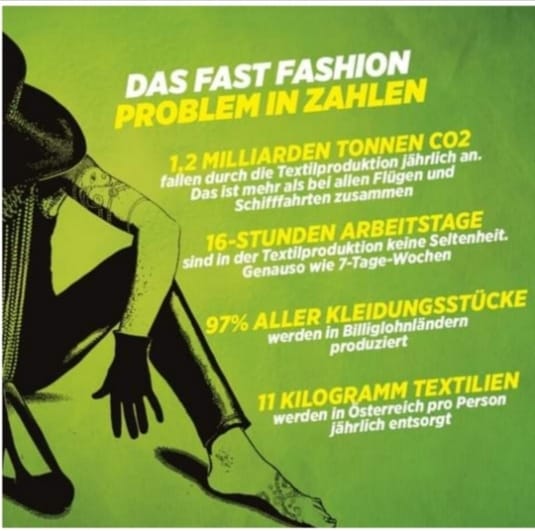 DAS FAST FASHION
PROBLEM IN ZAHLEN
1,2 MILLIARDEN TONNEN CO2
fallen durch die Textilproduktion jährlich an.
Das ist mehr als bei allen Flügen und
Schifffahrten zusammen
16-STUNDEN ARBEITSTAGE
sind in der Textilproduktion keine Seltenheit.
Genauso wie 7-Tage-Wochen
97% ALLER KLEIDUNGSSTÜCKE
werden in Billiglohnländern
produziert
11 KILOGRAMM TEXTILIEN
werden in Österreich pro Person
jährlich entsorgt